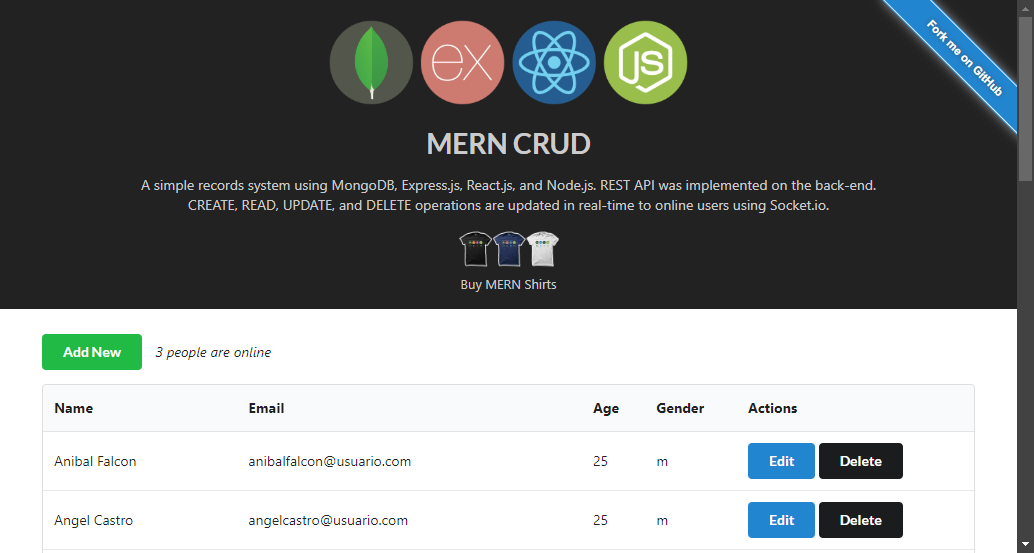 ex
JS
Fork me on GitHub
MERN CRUD
A simple records system using MongoDB, Express.js, React.js, and Node.js. REST API was implemented on the back-end.
CREATE, READ, UPDATE, and DELETE operations are updated in real-time to online users using Socket.io.
Buy MERN Shirts
Add New 3 people are online
Name Email Age Gender Actions
Anibal Falcon anibalfalcon@usuario.com 25 m Edit Delete
Angel Castro angelcastro@usuario.com 25 m Edit Delete